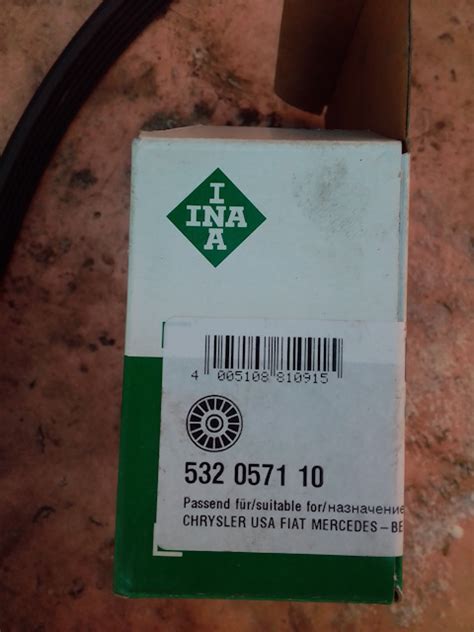 I
INA
A
4 005108 810915
532 0571 10
Passend für/suitable for/назначение
CHRYSLER USA FIAT MERCEDES-BE